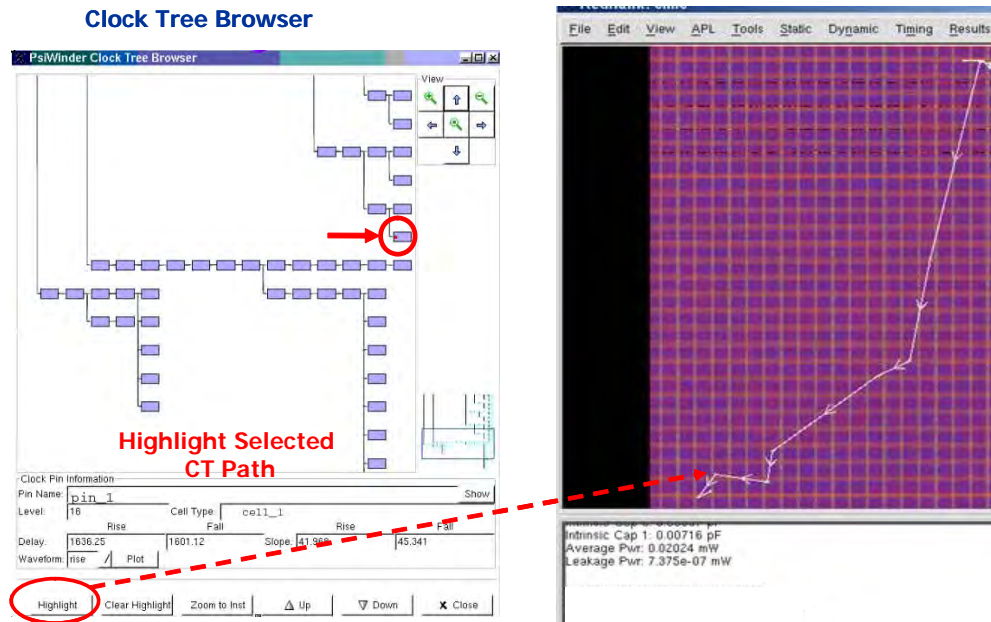 Clock Tree Browser
PsiWinder Clock Tree Browser
View
Highlight Selected
CT Path
Clock Pin Information
Pin Name: pin_1 Show
Level: 16 Cell Type: cell_1
Rise Fall Rise Fall
Delay: 1636.25 1601.12 Slope: 41.968 45.341
Waveform: rise Plot
Highlight Clear Highlight Zoom to Inst Up Down X Close
File Edit View APL Tools Static Dynamic Timing Results
Intrinsic Cap 1: 0.00716 pF
Average Pwr: 0.02024 mW
Leakage Pwr: 7.375e-07 mW